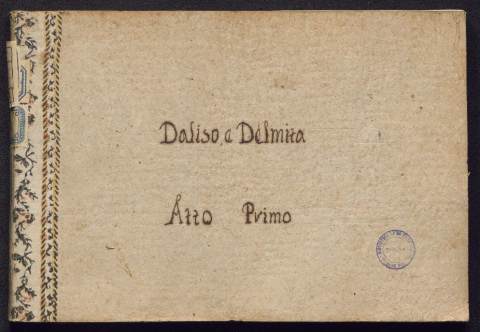 Daliso, e Delmita
Atto Primo